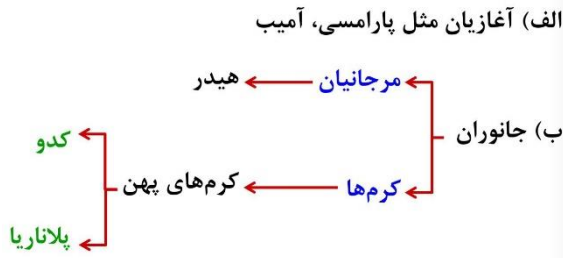 الف) آغازیان مثل پارامسی، آمیب
مرجانیان
هیدر
ب) جانوران
کدو
کرم‌ها
کرم‌های پهن
پلاناریا